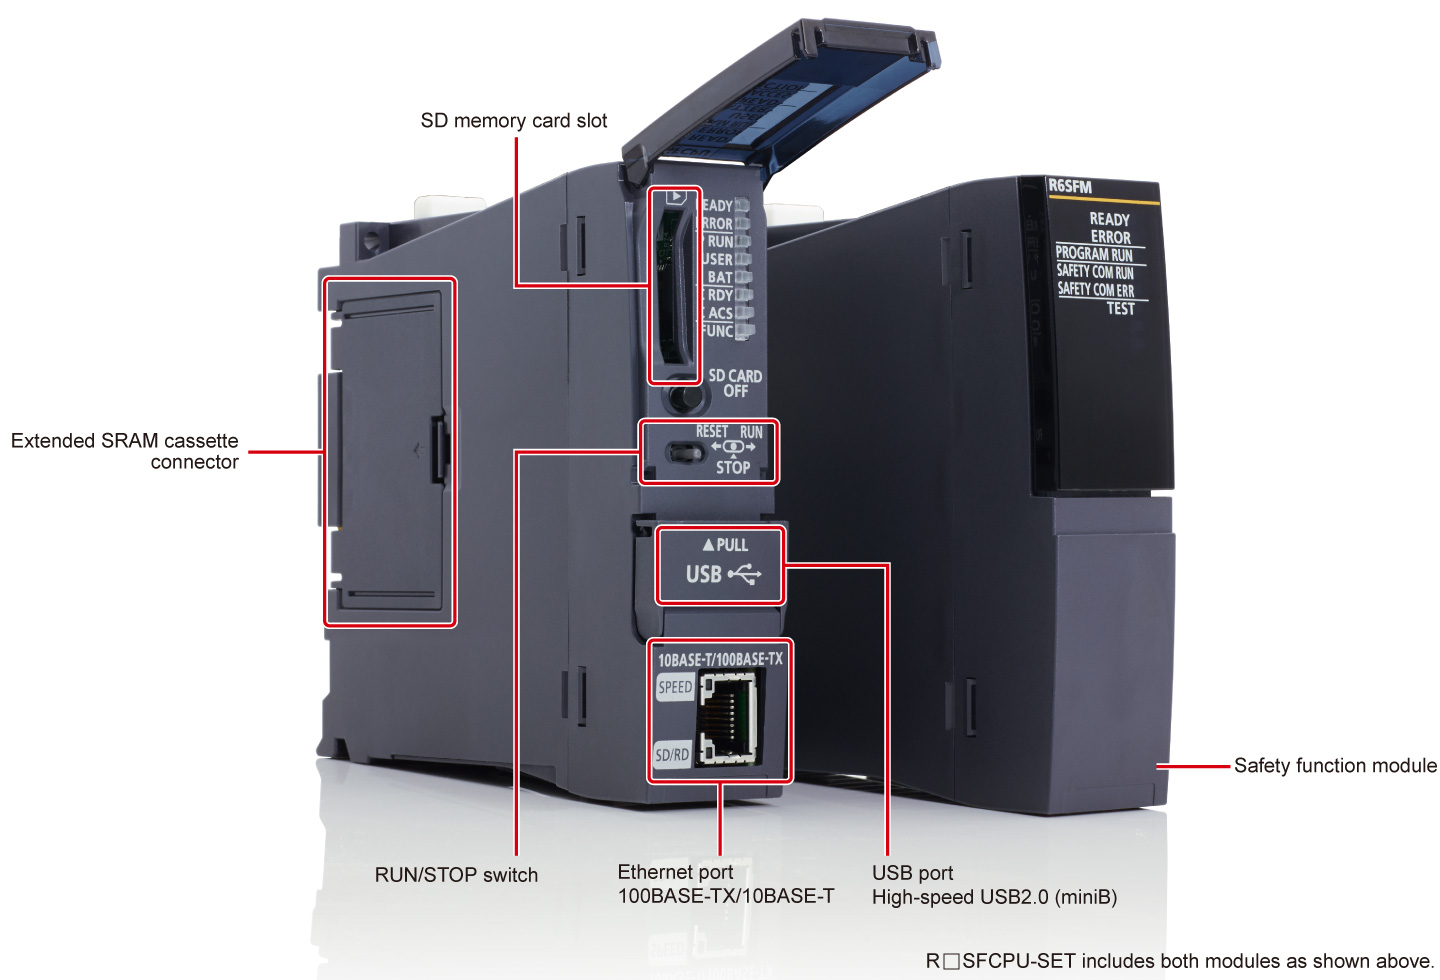 SD memory card slot
R6SFM
READY
ERROR
PROGRAM RUN
SAFETY COM RUN
SAFETY COM ERR
TEST
EADY
RROR
P RUN
USER
BAT
RDY
ACS
FUNC
SD CARD
OFF
RESET RUN
STOP
Extended SRAM cassette
connector
▲PULL
USB
10BASE-T/100BASE-TX
SPEED
SD/RD
Safety function module
RUN/STOP switch
Ethernet port
100BASE-TX/10BASE-T
USB port
High-speed USB2.0 (miniB)
R□SFCPU-SET includes both modules as shown above.